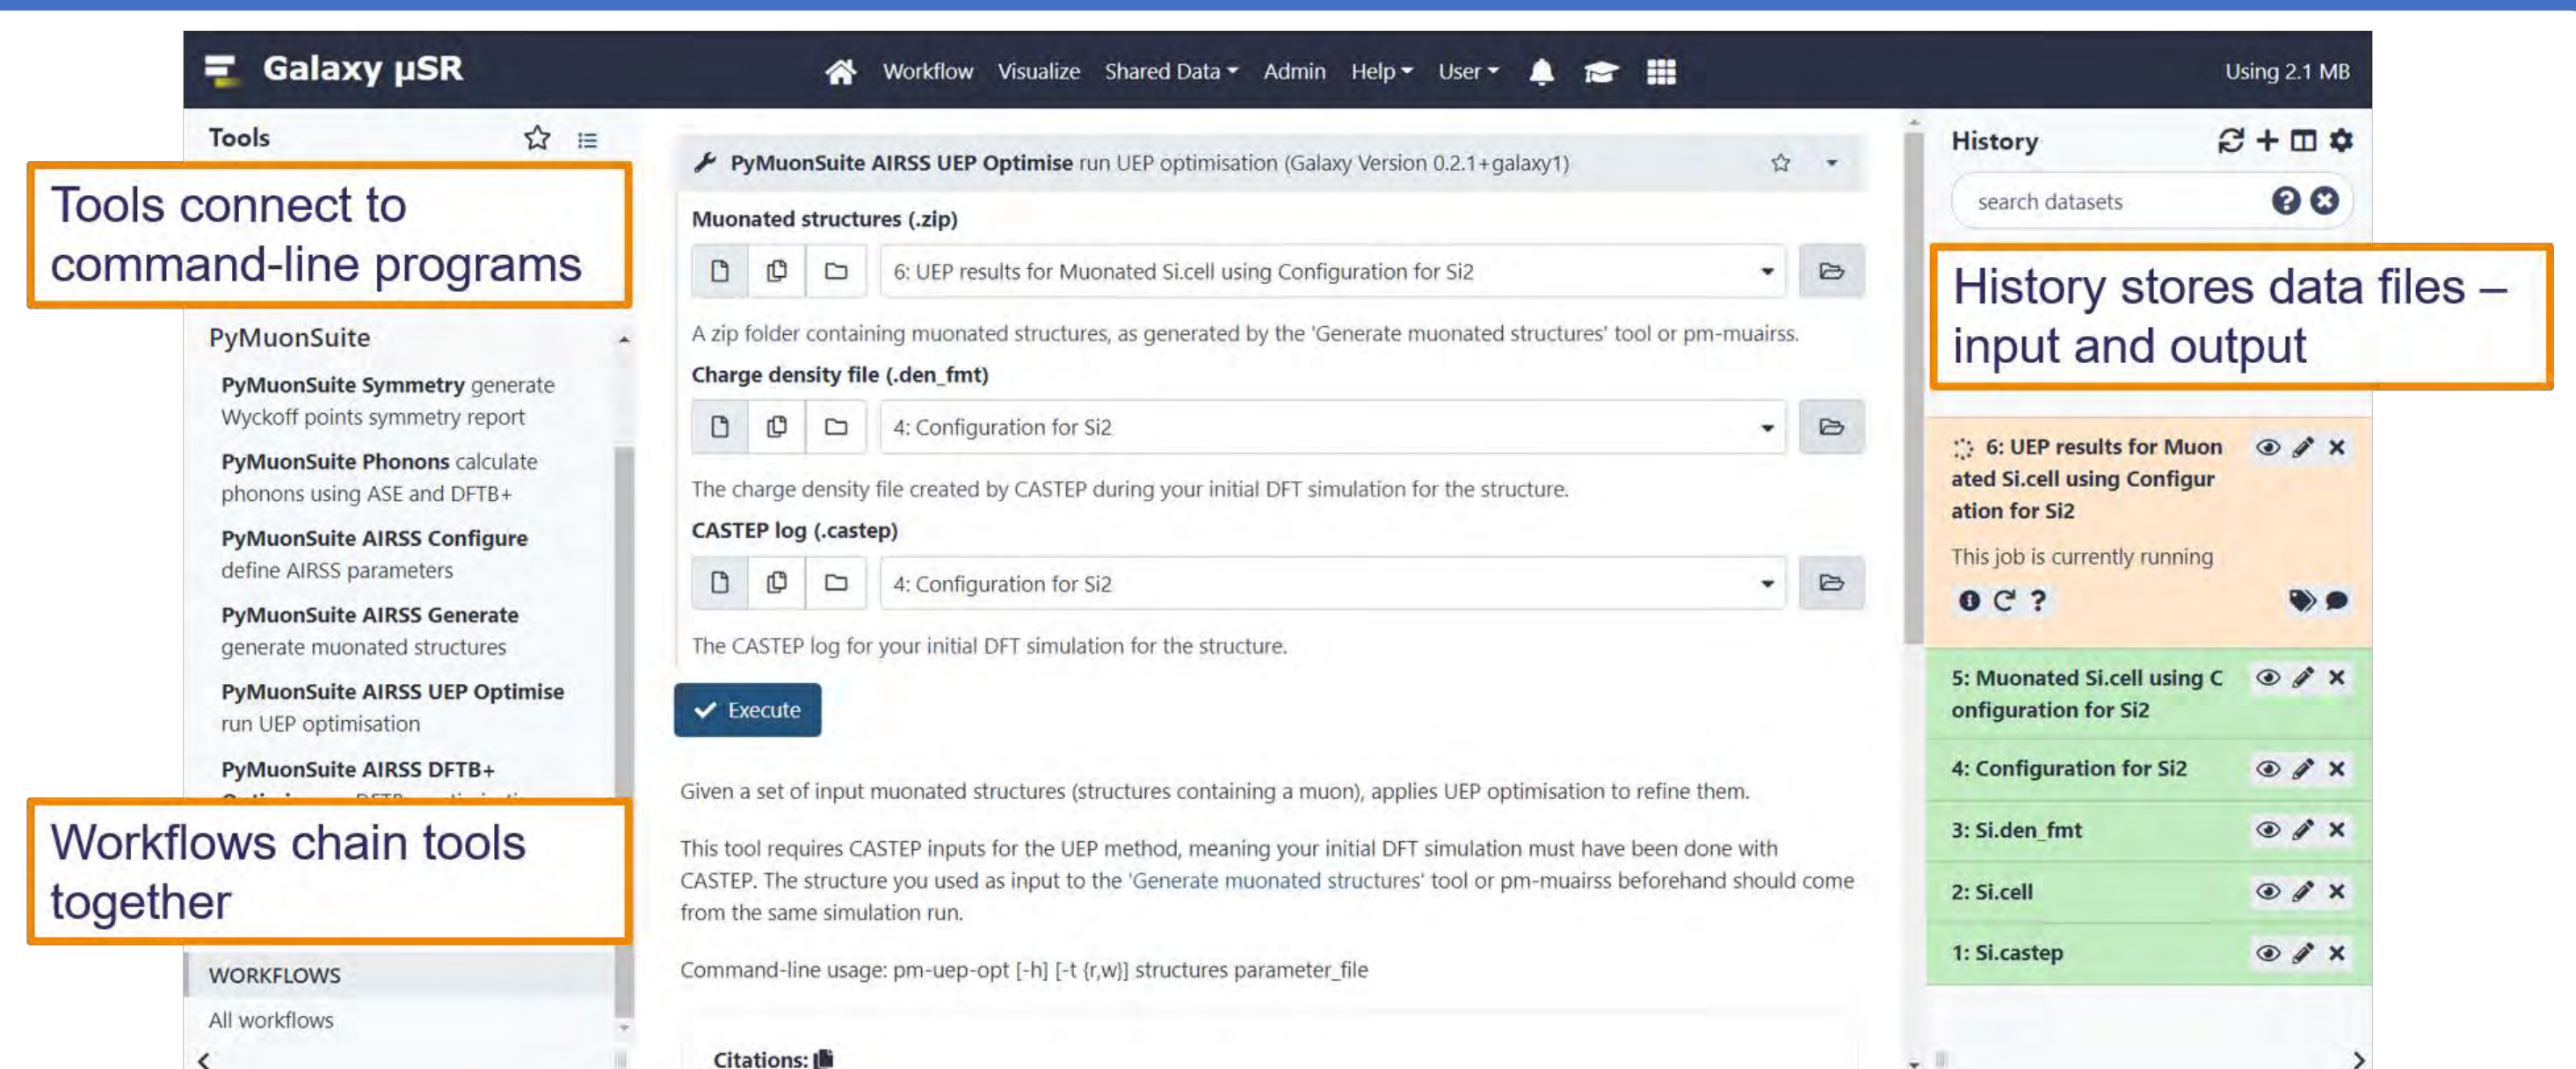 Galaxy µSR
Workflow Visualize Shared Data Admin Help User
Using 2.1 MB
Tools
Tools connect to
command-line programs
PyMuonSuite
PyMuonSuite Symmetry generate
Wyckoff points symmetry report
PyMuonSuite Phonons calculate
phonons using ASE and DFTB+
PyMuonSuite AIRSS Configure
define AIRSS parameters
PyMuonSuite AIRSS Generate
generate muonated structures
PyMuonSuite AIRSS UEP Optimise
run UEP optimisation
PyMuonSuite AIRSS DFTB+
Workflows chain tools
together
WORKFLOWS
All workflows
PyMuonSuite AIRSS UEP Optimise run UEP optimisation (Galaxy Version 0.2.1+galaxy1)
Muonated structures (.zip)
6: UEP results for Muonated Si.cell using Configuration for Si2
A zip folder containing muonated structures, as generated by the 'Generate muonated structures' tool or pm-muairss.
Charge density file (.den_fmt)
4: Configuration for Si2
The charge density file created by CASTEP during your initial DFT simulation for the structure.
CASTEP log (.castep)
4: Configuration for Si2
The CASTEP log for your initial DFT simulation for the structure.
Execute
Given a set of input muonated structures (structures containing a muon), applies UEP optimisation to refine them.
This tool requires CASTEP inputs for the UEP method, meaning your initial DFT simulation must have been done with
CASTEP. The structure you used as input to the 'Generate muonated structures' tool or pm-muairss beforehand should come
from the same simulation run.
Command-line usage: pm-uep-opt [-h] [-t {r,w}] structures parameter_file
Citations:
History
search datasets
History stores data files –
input and output
6: UEP results for Muon
ated Si.cell using Configur
ation for Si2
This job is currently running
5: Muonated Si.cell using C
onfiguration for Si2
4: Configuration for Si2
3: Si.den_fmt
2: Si.cell
1: Si.castep